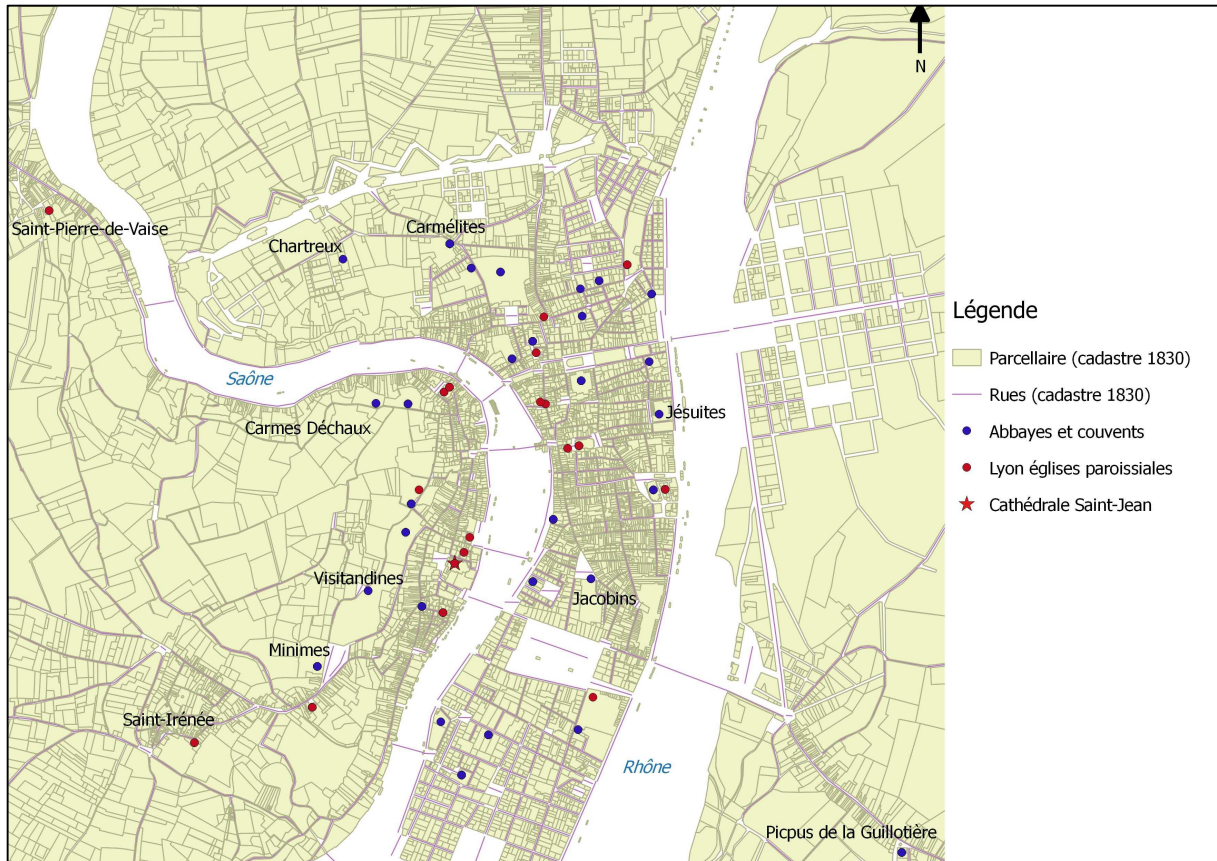 N
Saint-Pierre-de-Vaise
Carmélites
Chartreux
Saône
Carmes Déchaux
Jésuites
Visitandines
Jacobins
Minimes
Saint-Irénée
Rhône
Picpus de la Guillotière
Légende
Parcellaire (cadastre 1830)
Rues (cadastre 1830)
Abbayes et couvents
Lyon églises paroissiales
Cathédrale Saint-Jean